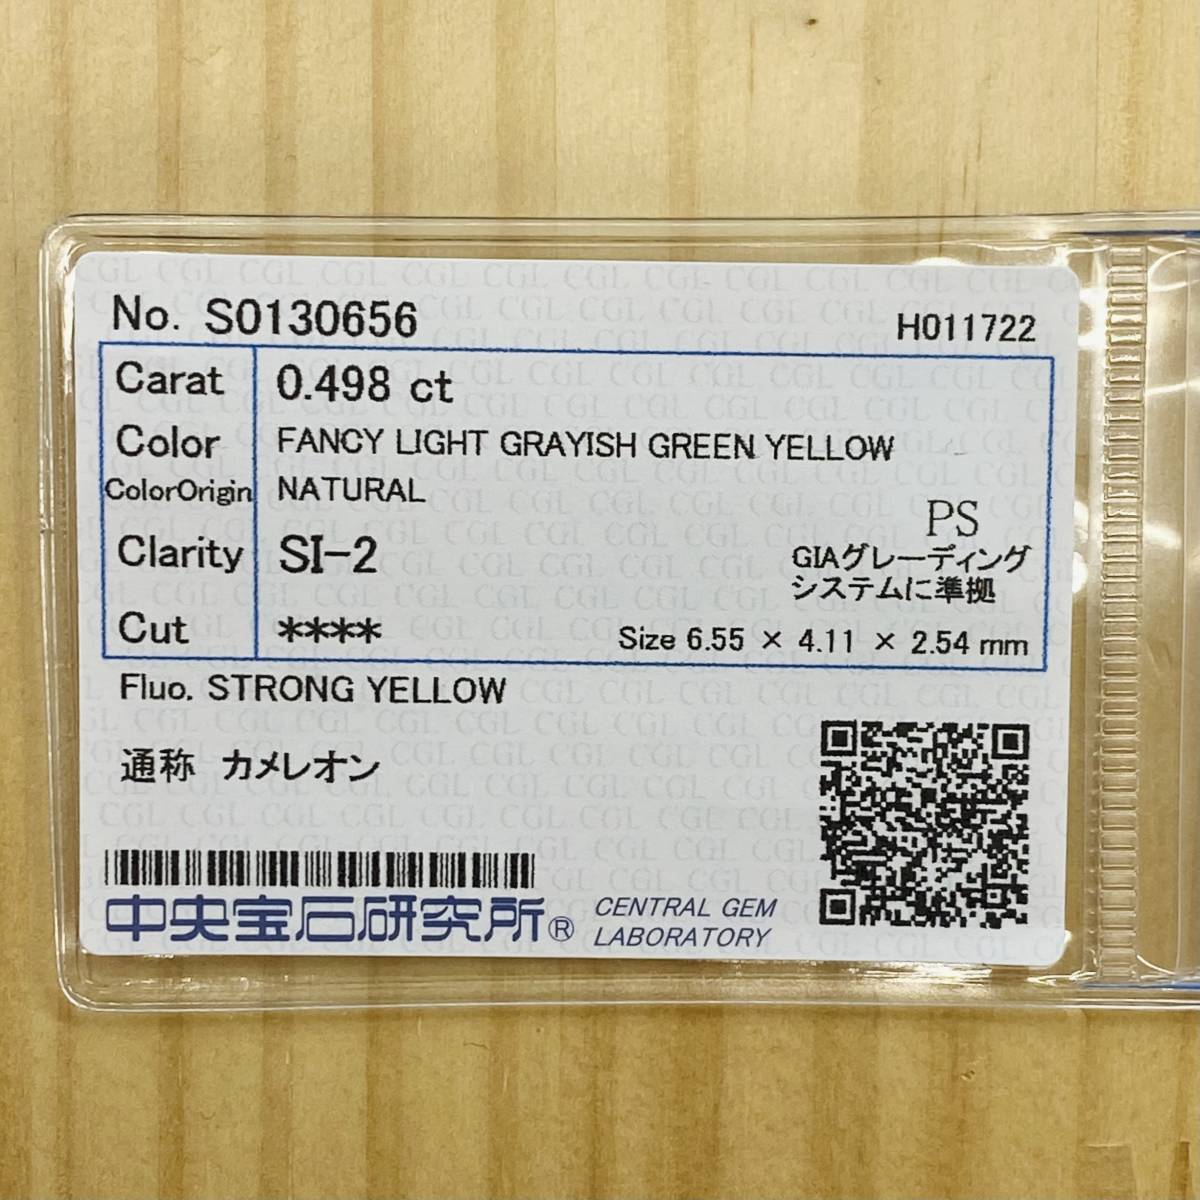 No. S0130656
H011722
Carat 0.498 ct
Color FANCY LIGHT GRAYISH GREEN YELLOW
ColorOrigin NATURAL
PS
Clarity SI-2
GIAグレーディング
システムに準拠
Cut ****
Size 6.55 × 4.11 × 2.54 mm
Fluo. STRONG YELLOW
通称 カメレオン
中央宝石研究所®
CENTRAL GEM
LABORATORY